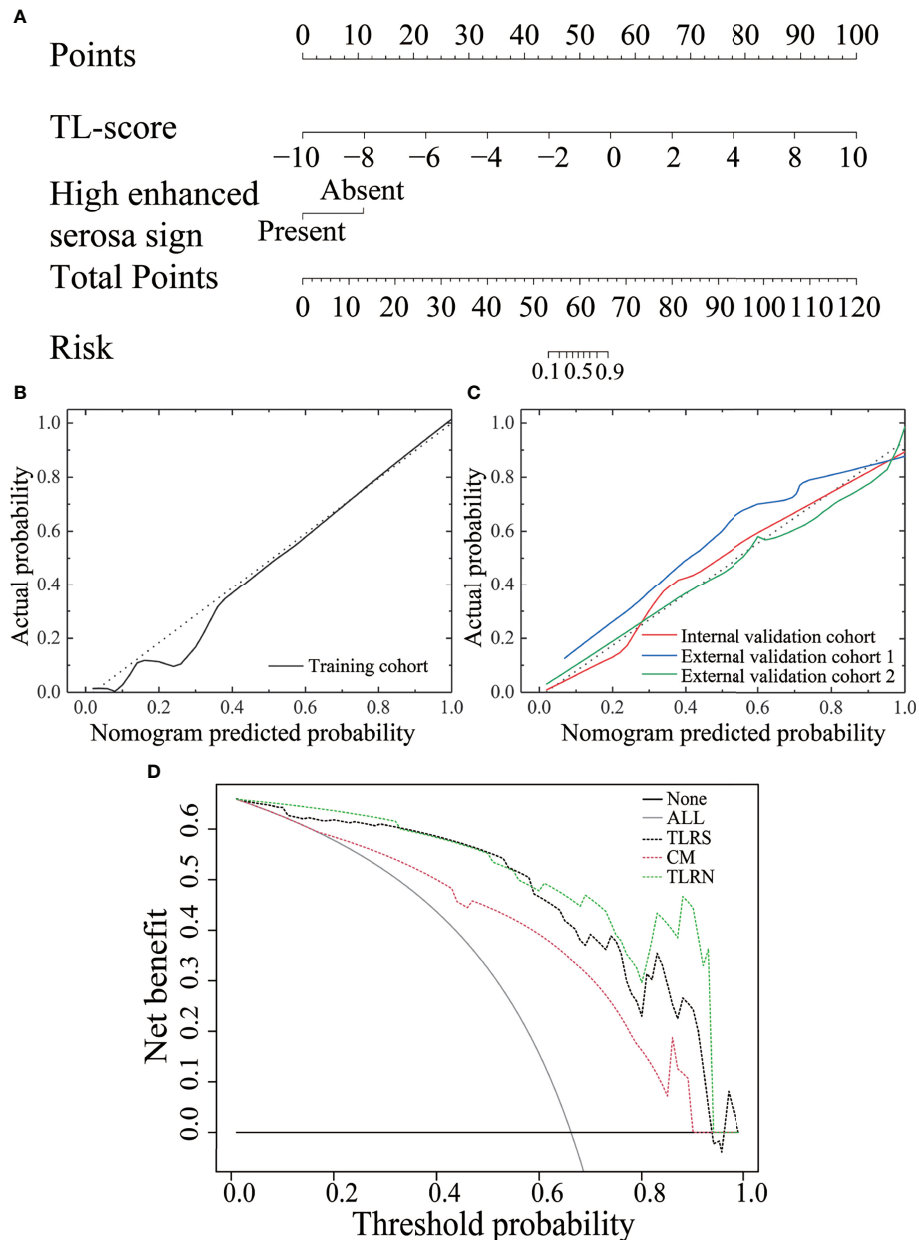 A
Points
0 10 20 30 40 50 60 70 80 90 100
TL-score
−10 −8 −6 −4 −2 0 2 4 8 10
High enhanced
serosa sign
Absent
Present
Total Points
0 10 20 30 40 50 60 70 80 90 100 110 120
Risk
0.1 0.5 0.9
B
Actual probability
1.0
0.8
0.6
0.4
0.2
0.0
Training cohort
0.0 0.2 0.4 0.6 0.8 1.0
Nomogram predicted probability
C
Actual probability
1.0
0.8
0.6
0.4
0.2
0.0
Internal validation cohort
External validation cohort 1
External validation cohort 2
0.0 0.2 0.4 0.6 0.8 1.0
Nomogram predicted probability
D
Net benefit
0.6
0.5
0.4
0.3
0.2
0.1
0.0
None
ALL
TLRS
CM
TLRN
0.0 0.2 0.4 0.6 0.8 1.0
Threshold probability